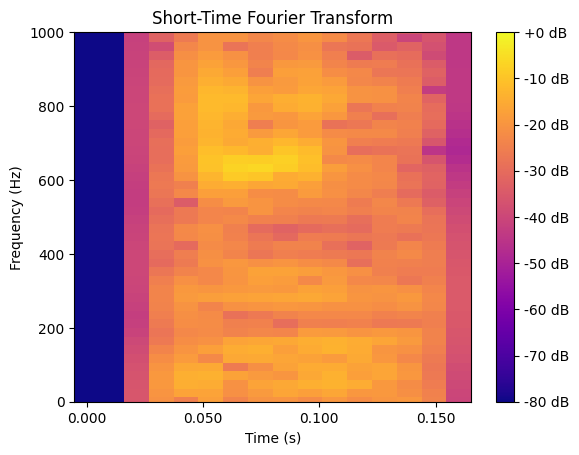 Short-Time Fourier Transform
Frequency (Hz)
1000
800
600
400
200
0
0.000
0.050
0.100
0.150
Time (s)
+0 dB
-10 dB
-20 dB
-30 dB
-40 dB
-50 dB
-60 dB
-70 dB
-80 dB